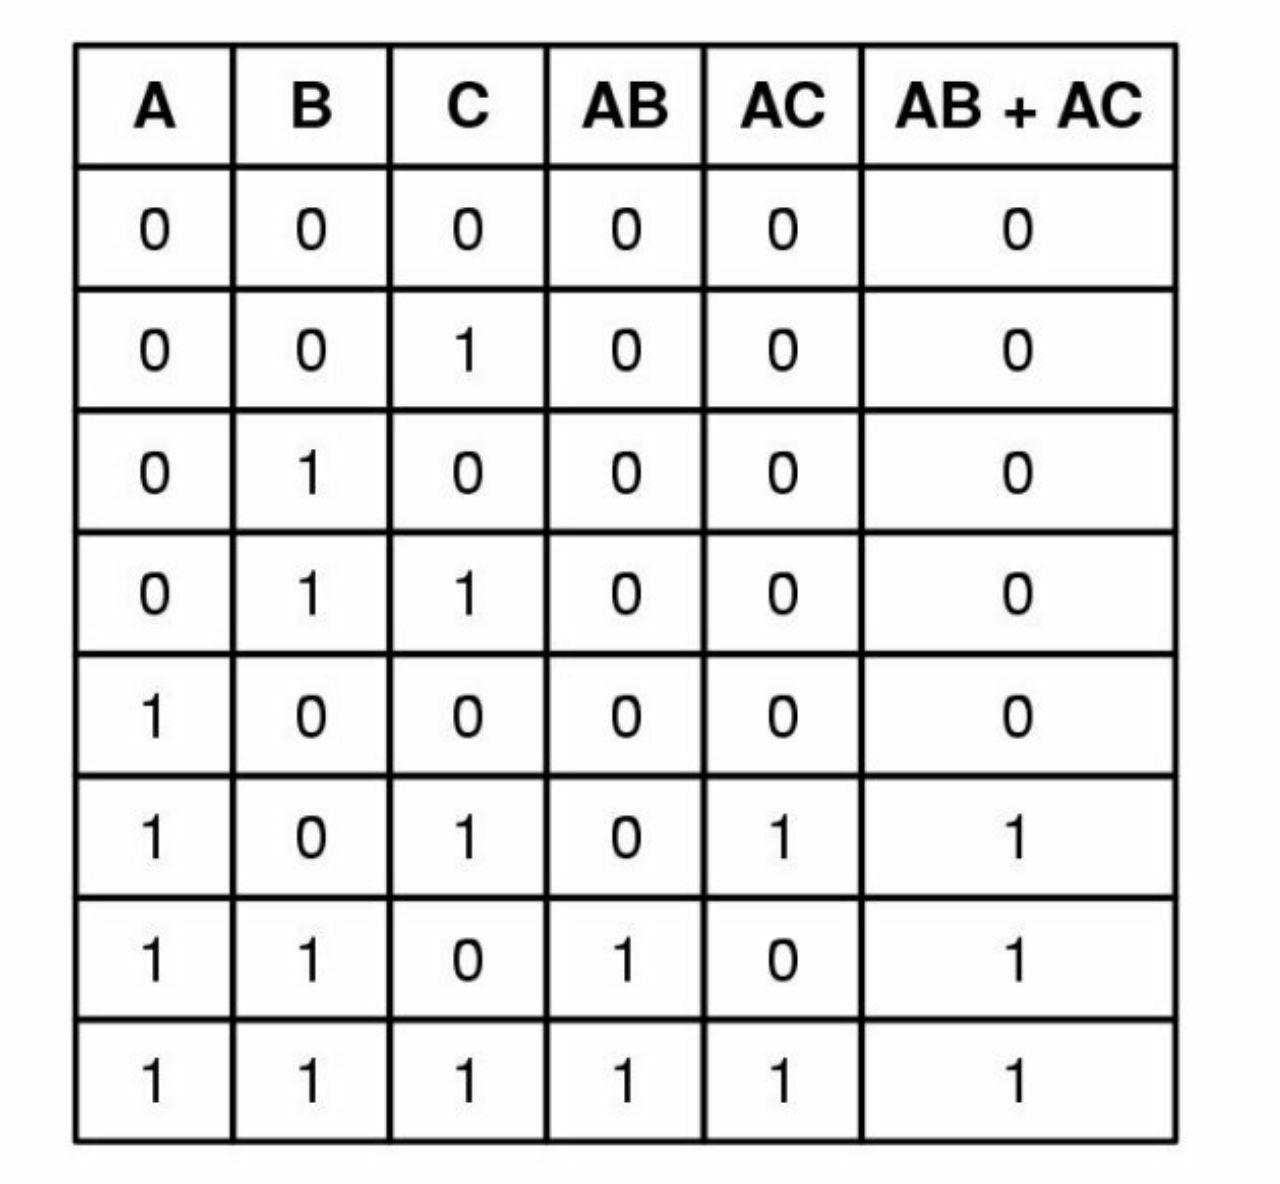 A B C AB AC AB + AC
0 0 0 0 0 0
0 0 1 0 0 0
0 1 0 0 0 0
0 1 1 0 0 0
1 0 0 0 0 0
1 0 1 0 1 1
1 1 0 1 0 1
1 1 1 1 1 1